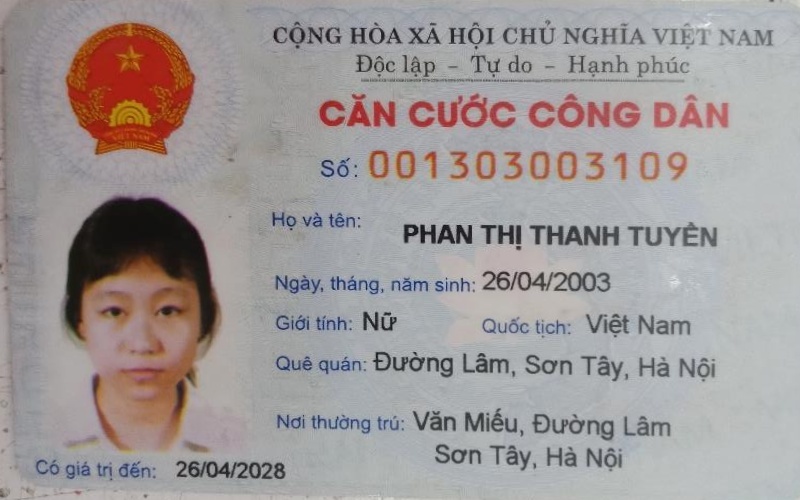 CỘNG HÒA XÃ HỘI CHỦ NGHĨA VIỆT NAM
Độc lập - Tự do - Hạnh phúc
CĂN CƯỚC CÔNG DÂN
Số: 001303003109
Họ và tên: PHAN THỊ THANH TUYỀN
Ngày, tháng, năm sinh: 26/04/2003
Giới tính: Nữ Quốc tịch: Việt Nam
Quê quán: Đường Lâm, Sơn Tây, Hà Nội
Nơi thường trú: Văn Miếu, Đường Lâm
Sơn Tây, Hà Nội
Có giá trị đến: 26/04/2028